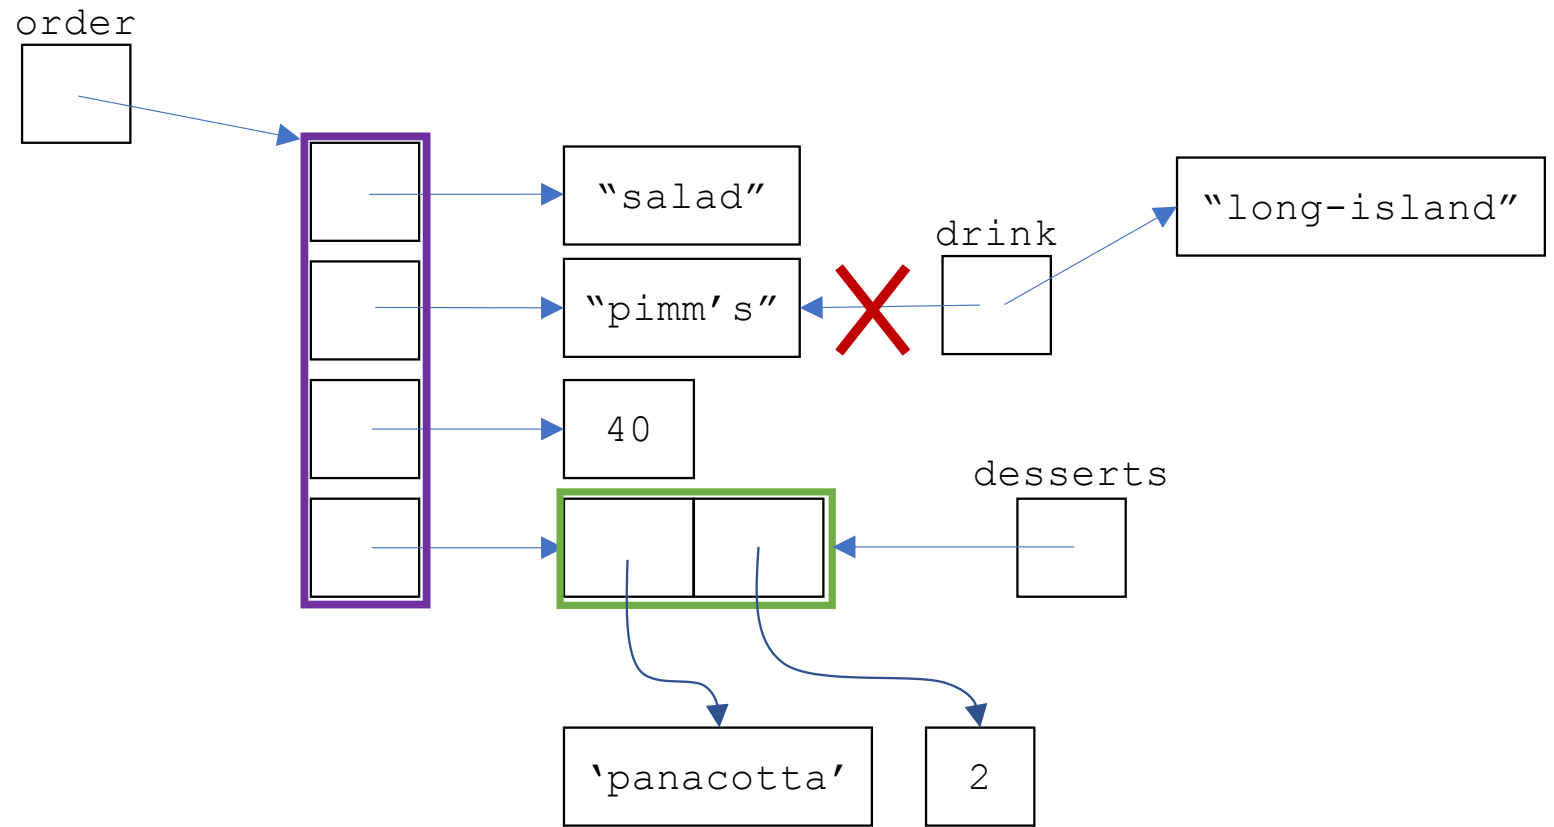 order
“salad”
“long-island”
drink
“pimm’s”
40
desserts
‘panacotta’
2